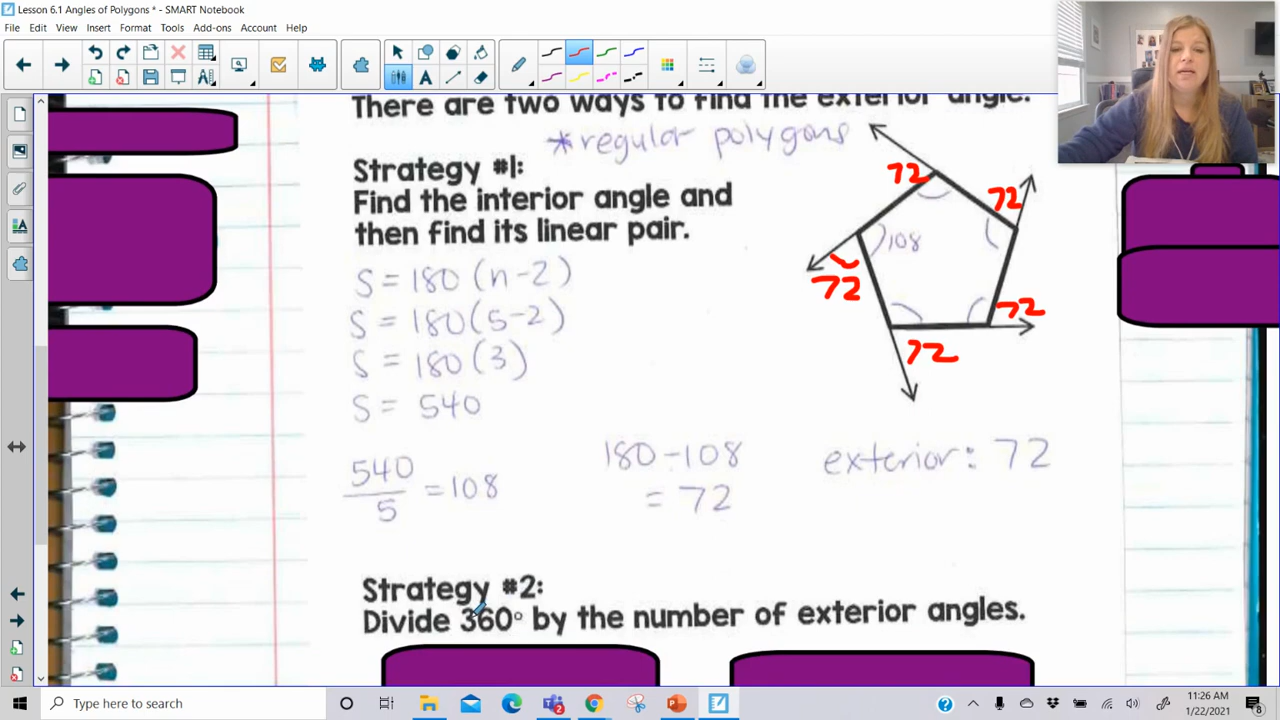 Lesson 6.1 Angles of Polygons * - SMART Notebook
File Edit View Insert Format Tools Add-ons Account Help
There are two ways to find the exterior angle.
*regular polygons
Strategy #1:
Find the interior angle and
then find its linear pair.
S = 180 (n-2)
S = 180(5-2)
S = 180(3)
S = 540
540
5
=108
180-108
= 72
exterior: 72
72
72
108
72
72
72
Strategy #2:
Divide 360° by the number of exterior angles.
Type here to search
11:26 AM
1/22/2021
8